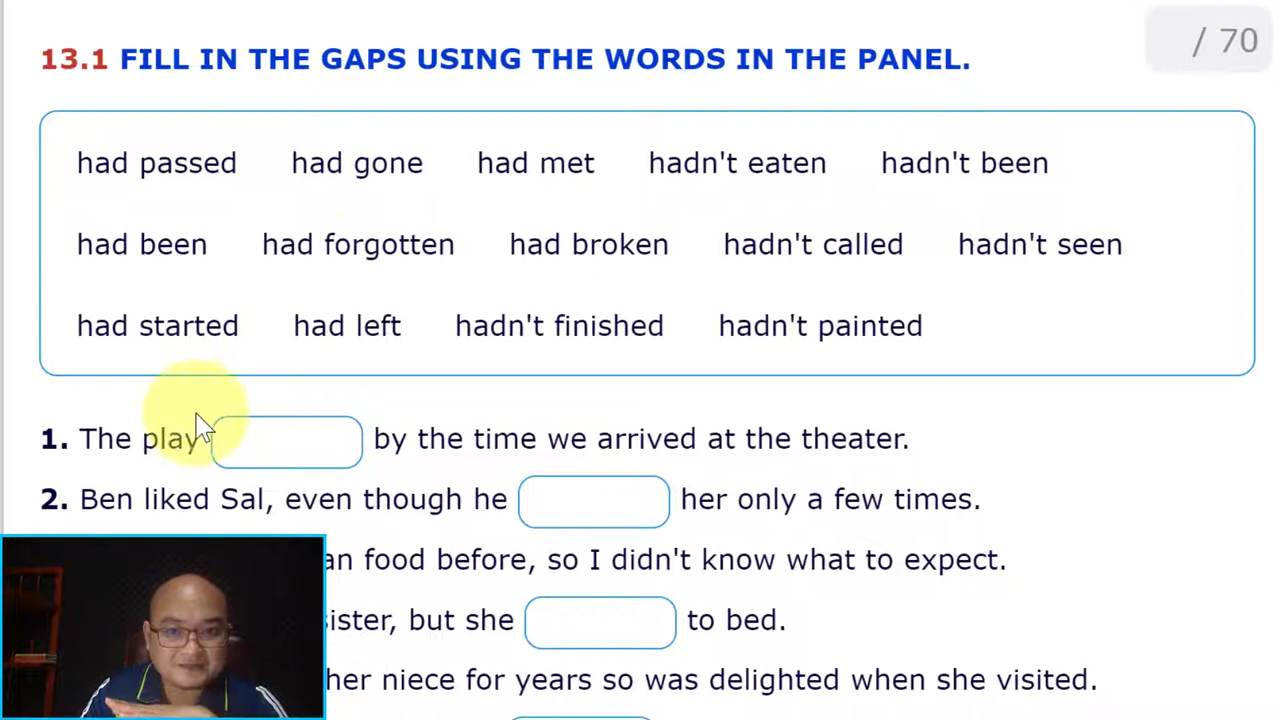 / 70
13.1 FILL IN THE GAPS USING THE WORDS IN THE PANEL.
had passed had gone had met hadn't eaten hadn't been
had been had forgotten had broken hadn't called hadn't seen
had started had left hadn't finished hadn't painted
1. The play by the time we arrived at the theater.
2. Ben liked Sal, even though he her only a few times.
an food before, so I didn't know what to expect.
sister, but she to bed.
her niece for years so was delighted when she visited.